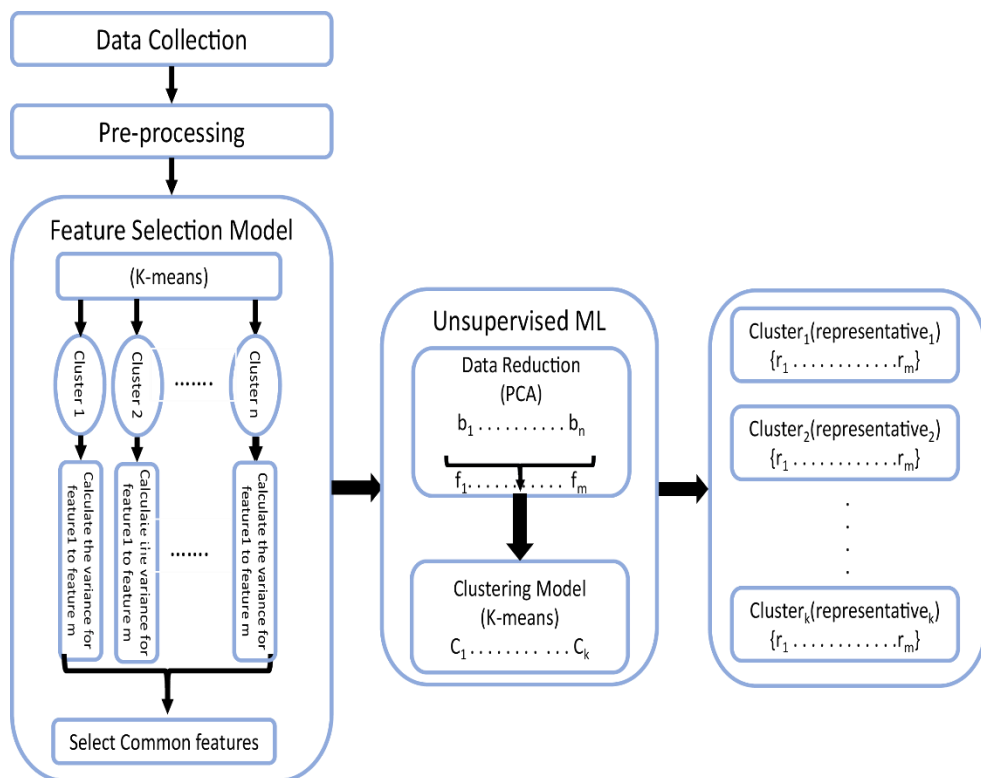 Data Collection
Pre-processing
Feature Selection Model
(K-means)
Cluster 1
Cluster 2
.......
Cluster n
Calculate the variance for
feature1 to feature m
Calculate the variance for
feature1 to feature m
.......
Calculate the variance for
feature1 to feature m
Select Common features
Unsupervised ML
Data Reduction
(PCA)
b₁ . . . . . . . . . . bₙ
f₁. . . . . . . . . . . fₘ
Clustering Model
(K-means)
C₁ . . . . . . . . . . . Cₖ
Cluster₁(representative₁)
{r₁ . . . . . . . . . . . .rₘ}
Cluster₂(representative₂)
{r₁ . . . . . . . . . . . .rₘ}
.
.
.
.
Clusterₖ(representativeₖ)
{r₁ . . . . . . . . . . . .rₘ}